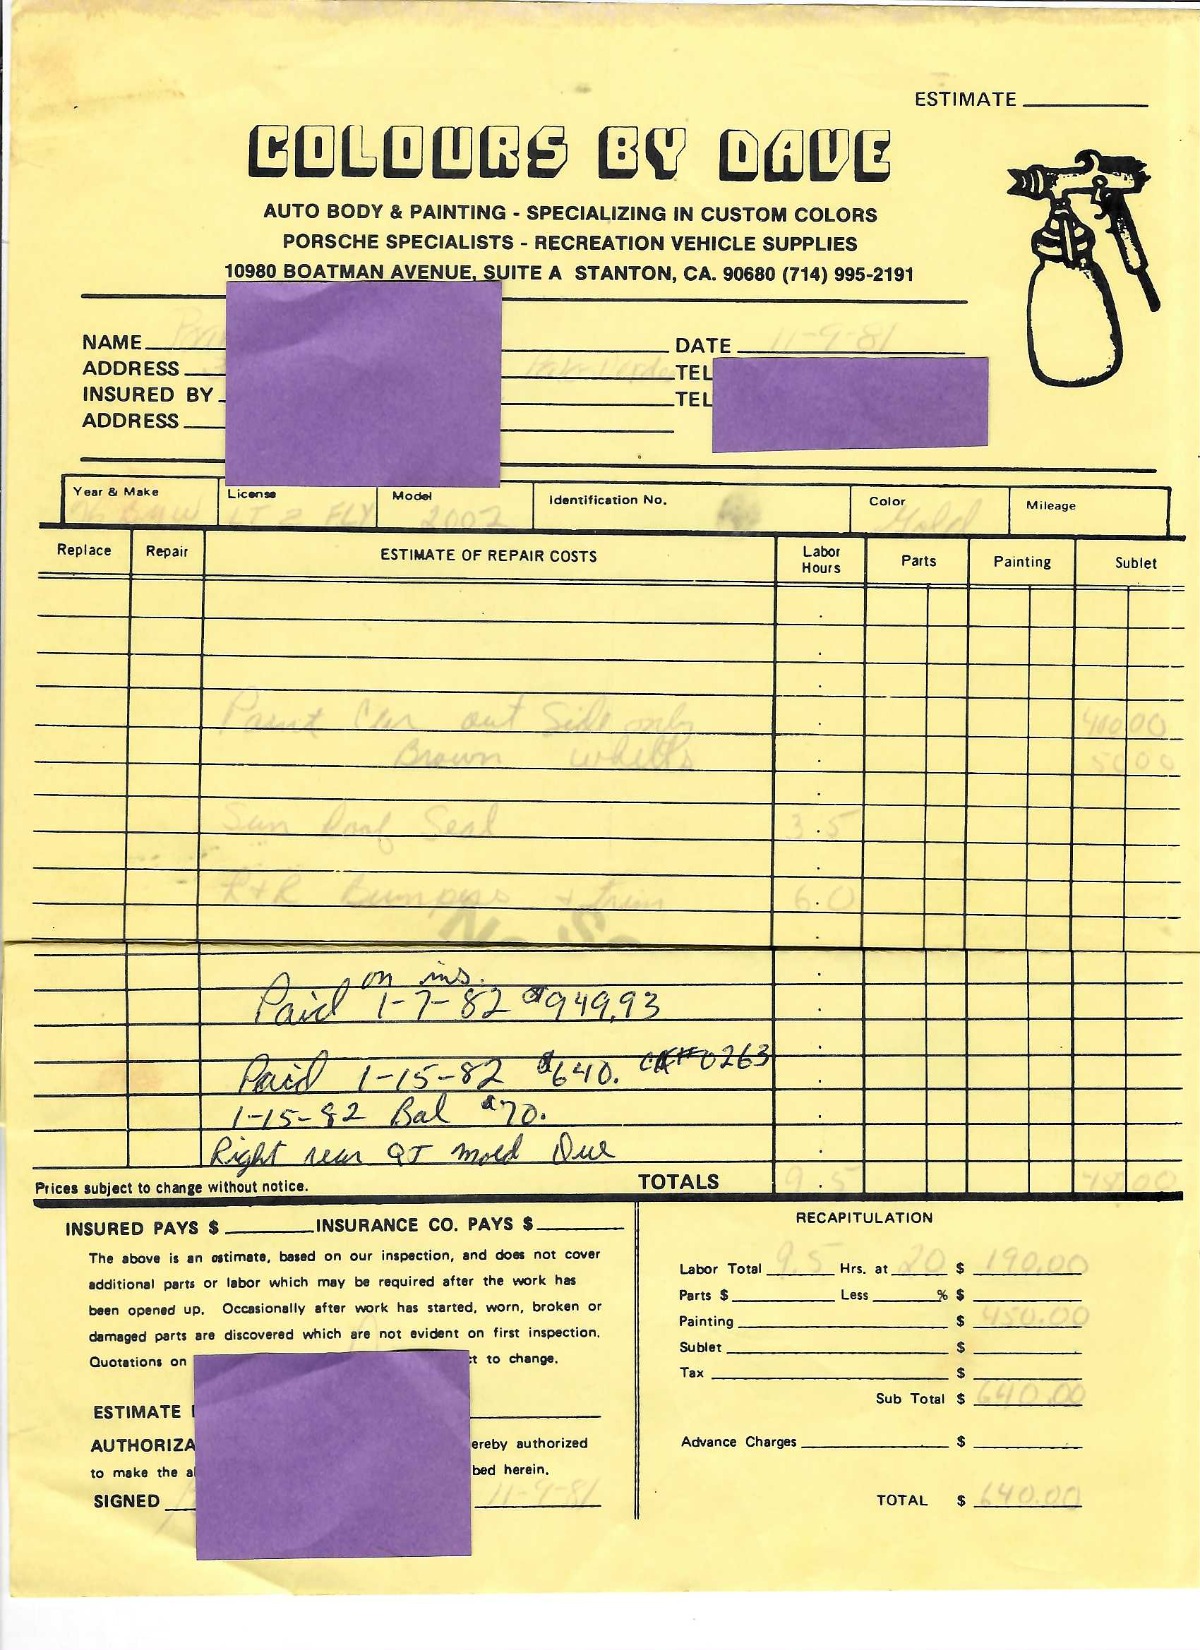 ESTIMATE
COLOURS BY DAVE
AUTO BODY & PAINTING - SPECIALIZING IN CUSTOM COLORS
PORSCHE SPECIALISTS - RECREATION VEHICLE SUPPLIES
10980 BOATMAN AVENUE, SUITE A STANTON, CA. 90680 (714) 995-2191
NAME DATE 11-9-81
ADDRESS TEL
INSURED BY TEL
ADDRESS
Year & Make License Model Identification No. Color Mileage
BMW FLY 2002 Gold
Replace Repair ESTIMATE OF REPAIR COSTS Labor Hours Parts Painting Sublet
Paint Car out Side only 400.00
Brown wheels 50 00
Sun Roof Seal 3.5
R+R Bumpers + trim 6.0
on ins.
Paid 1-7-82 $949.93
Paid 1-15-82 $640. CK#0263
1-15-82 Bal $70.
Right rear QT mold Due
Prices subject to change without notice. TOTALS 9.5
INSURED PAYS $ INSURANCE CO. PAYS $
The above is an estimate, based on our inspection, and does not cover
additional parts or labor which may be required after the work has
been opened up. Occasionally after work has started, worn, broken or
damaged parts are discovered which are not evident on first inspection.
Quotations on t to change.
ESTIMATE
AUTHORIZA ereby authorized
to make the a bed herein.
SIGNED 11-9-81
RECAPITULATION
Labor Total 9.5 Hrs. at 20 $ 190.00
Parts $ Less % $
Painting $ 450.00
Sublet $
Tax $
Sub Total $ 640.00
Advance Charges $
TOTAL $ 640.00